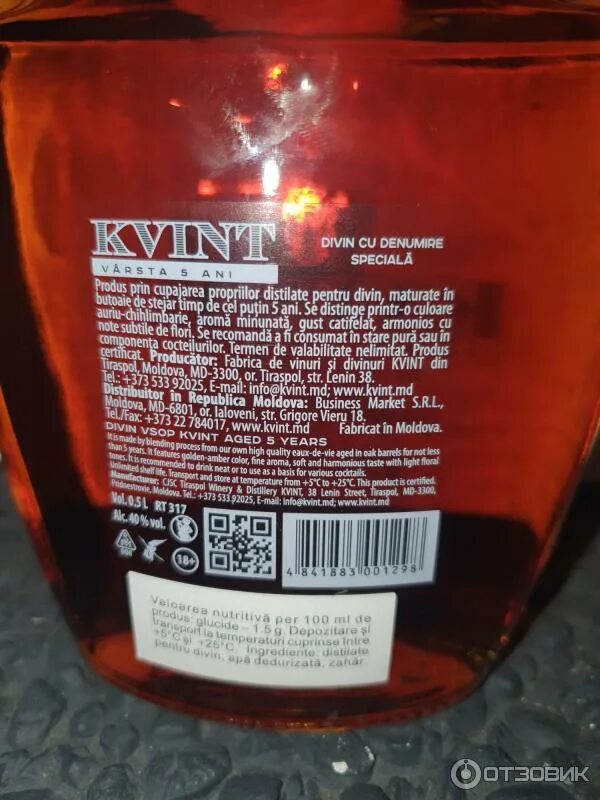 KVINT
VÂRSTA 5 ANI
DIVIN CU DENUMIRE
SPECIALĂ
Produs prin cupajarea propriilor distilate pentru divin, maturate în
butoaie de stejar timp de cel puțin 5 ani. Se distinge printr-o culoare
auriu-chihlimbarie, aromă minunată, gust catifelat, armonios cu
note subtile de flori. Se recomandă a fi consumat în stare pură sau în
componența cocteilurilor. Termen de valabilitate nelimitat. Produs
certificat. Producător: Fabrica de vinuri și divinuri KVINT din
Tiraspol, Moldova, MD-3300, or. Tiraspol, str. Lenin 38.
Tel.: +373 533 92025, E-mail: info@kvint.md; www.kvint.md
Distribuitor în Republica Moldova: Business Market S.R.L.,
Moldova, MD-6801, or. Ialoveni, str. Grigore Vieru 18.
Tel/Fax: +373 22 784017, www.kvint.md Fabricat în Moldova.
DIVIN VSOP KVINT AGED 5 YEARS
It is made by blending process from our own high quality eaux-de-vie aged in oak barrels for not less
than 5 years. It features golden-amber color, fine aroma, soft and harmonious taste with light floral
tones. It is recommended to drink neat or to use as a basis for various cocktails.
Unlimited shelf life. Transport and store at temperature from +5°C to +25°C. This product is certified.
Manufacturer: CJSC Tiraspol Winery & Distillery KVINT, 38 Lenin Street, Tiraspol, MD-3300,
Pridnestrovie, Moldova. Tel.: +373 533 92025, E-mail: info@kvint.md; www.kvint.md
Vol. 0.5 L RT 317
Alc. 40 % vol.
18+
4 841883 001298
Valoarea nutritivă per 100 ml de
produs: glucide – 1.5 g. Depozitare și
transport la temperaturi cuprinse între
+5°C și +25°C. Ingrediente: distilate
pentru divin, apă dedurizată, zahăr.
ОТЗОВИК